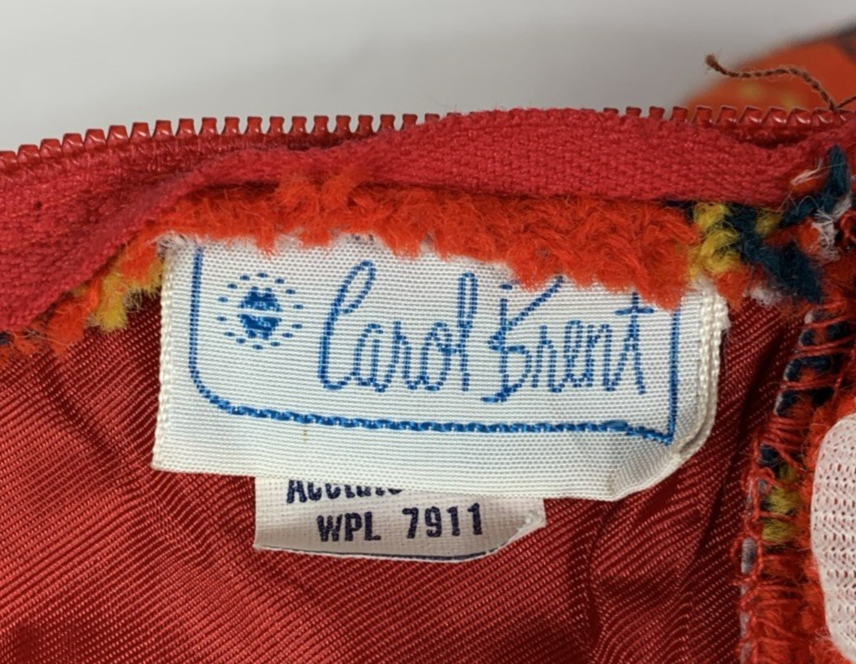 Carol Brent
WPL 7911